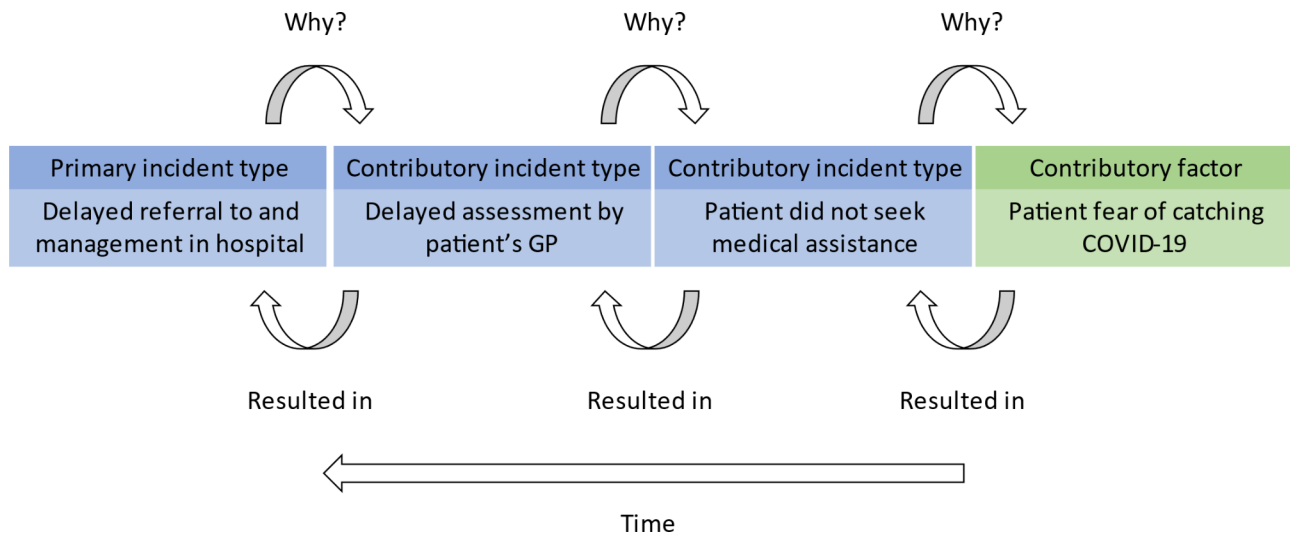 Why?
Why?
Why?
Primary incident type
Contributory incident type
Contributory incident type
Contributory factor
Delayed referral to and
management in hospital
Delayed assessment by
patient’s GP
Patient did not seek
medical assistance
Patient fear of catching
COVID-19
Resulted in
Resulted in
Resulted in
Time